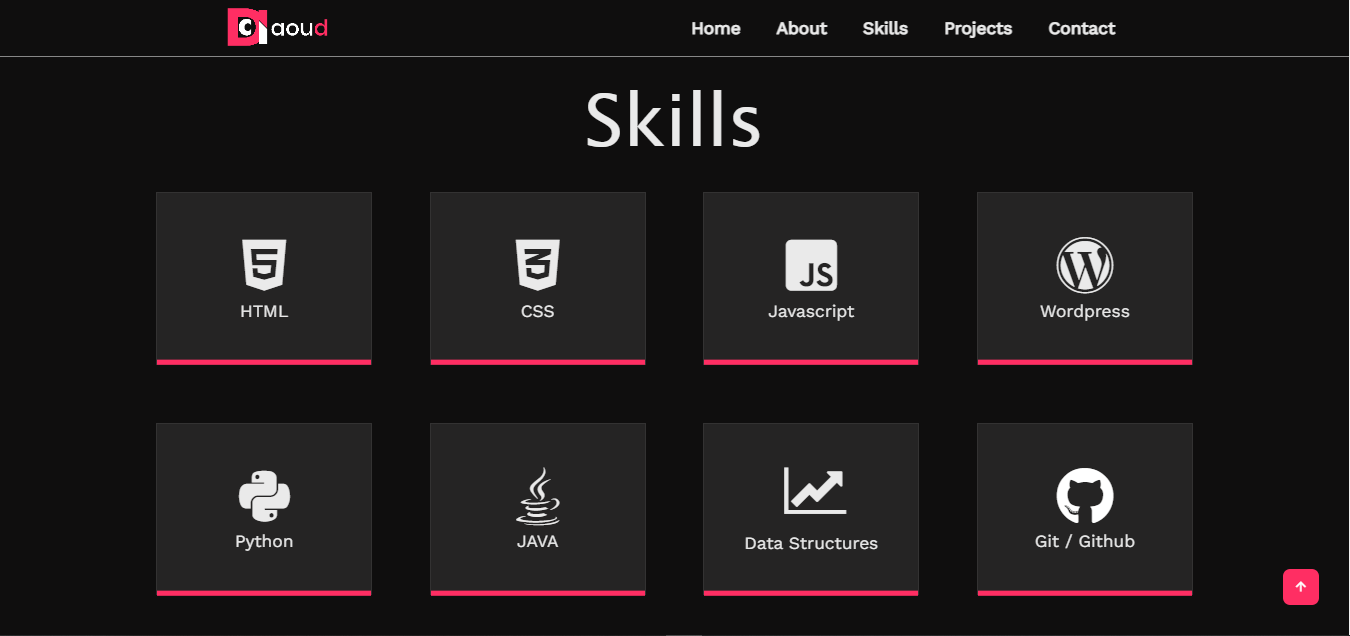 Daoud
Home About Skills Projects Contact
Skills
HTML CSS JS Javascript Wordpress
Python JAVA Data Structures Git / Github